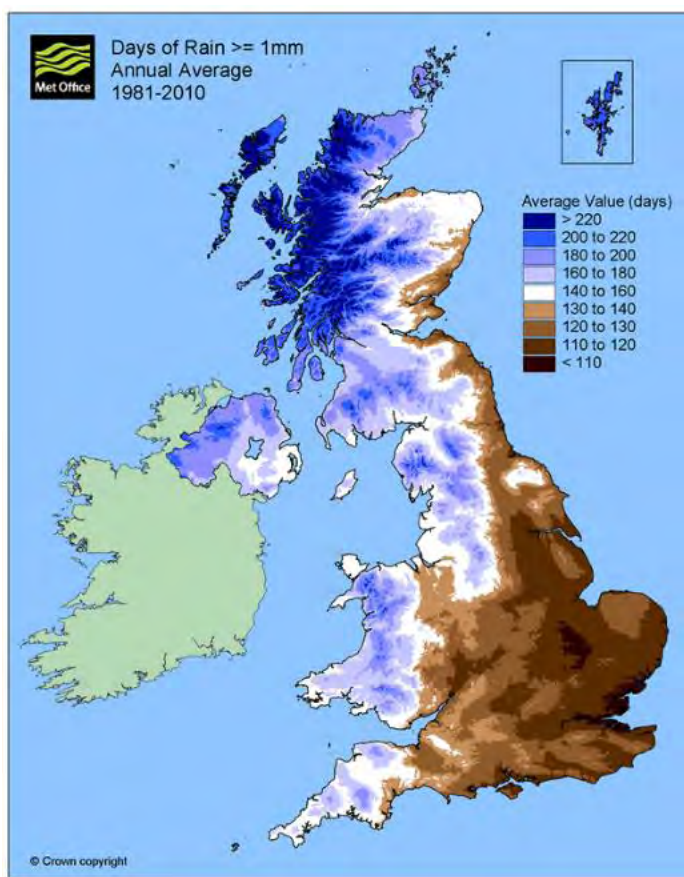 Met Office
Days of Rain >= 1mm
Annual Average
1981-2010
Average Value (days)
> 220
200 to 220
180 to 200
160 to 180
140 to 160
130 to 140
120 to 130
110 to 120
< 110
© Crown copyright